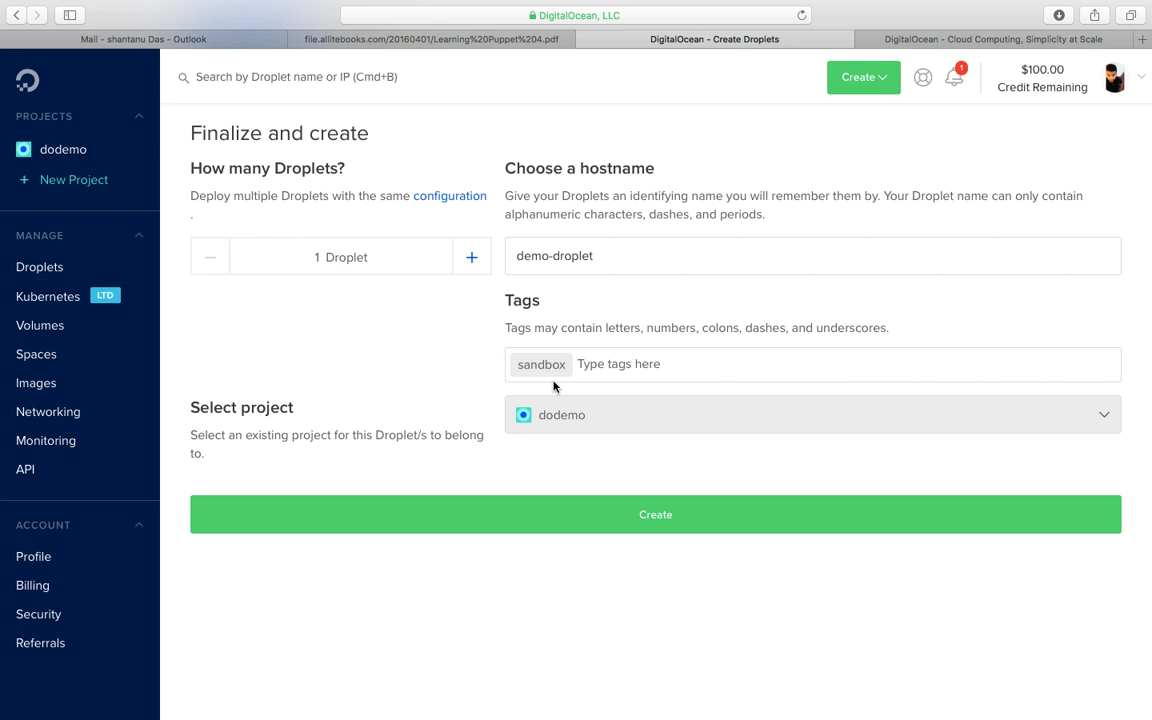 DigitalOcean, LLC
Mail - shantanu Das - Outlook
file.allitebooks.com/20160401/Learning%20Puppet%204.pdf
DigitalOcean - Create Droplets
DigitalOcean - Cloud Computing, Simplicity at Scale
Search by Droplet name or IP (Cmd+B)
Create
1
$100.00
Credit Remaining
PROJECTS
dodemo
+ New Project
MANAGE
Droplets
Kubernetes LTD
Volumes
Spaces
Images
Networking
Monitoring
API
ACCOUNT
Profile
Billing
Security
Referrals
Finalize and create
How many Droplets?
Deploy multiple Droplets with the same configuration
.
1 Droplet
Choose a hostname
Give your Droplets an identifying name you will remember them by. Your Droplet name can only contain
alphanumeric characters, dashes, and periods.
demo-droplet
Tags
Tags may contain letters, numbers, colons, dashes, and underscores.
sandbox Type tags here
Select project
Select an existing project for this Droplet/s to belong
to.
dodemo
Create